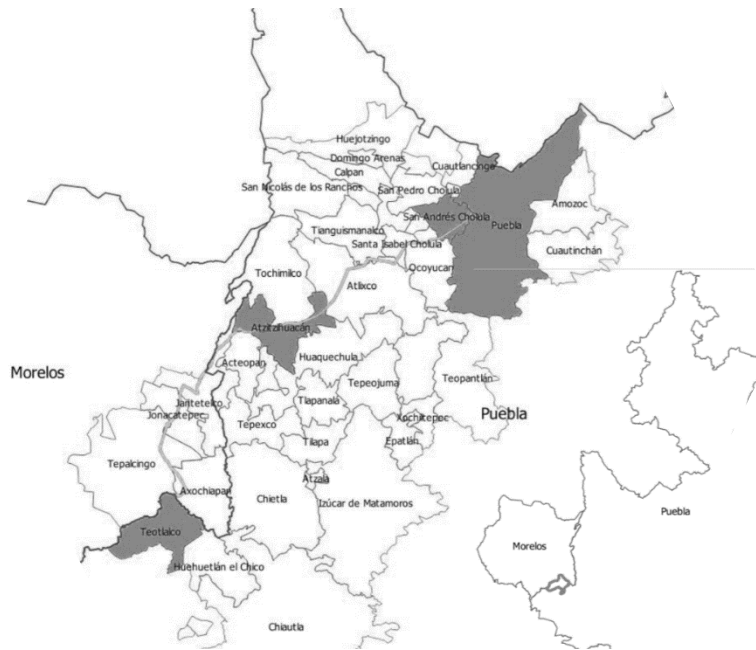 Huejotzingo
Domingo Arenas
Calpan
Cuautlancingo
San Nicolás de los Ranchos
San Pedro Cholula
Amozoc
San Andrés Cholola
Puebla
Tianguismanalco
Santa Isabel Cholula
Cuautinchán
Ocoyucan
Tochimilco
Atlixco
Atzitzihuacán
Acteopan
Huaquechula
Morelos
Tepeojuma
Teopantlán
Tlapanalá
Jantetelco
Jonacatepec
Xochiltepec
Puebla
Tepexco
Tilapa
Epatlán
Tepalcingo
Atzala
Axochiapan
Chietla
Izúcar de Matamoros
Puebla
Teotlalco
Morelos
Huehuetlán el Chico
Chiautla